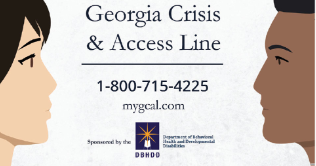 Georgia Crisis
& Access Line
1-800-715-4225
mygcal.com
Sponsored by the
DBHDD
Department of Behavioral
Health and Developmental
Disabilities